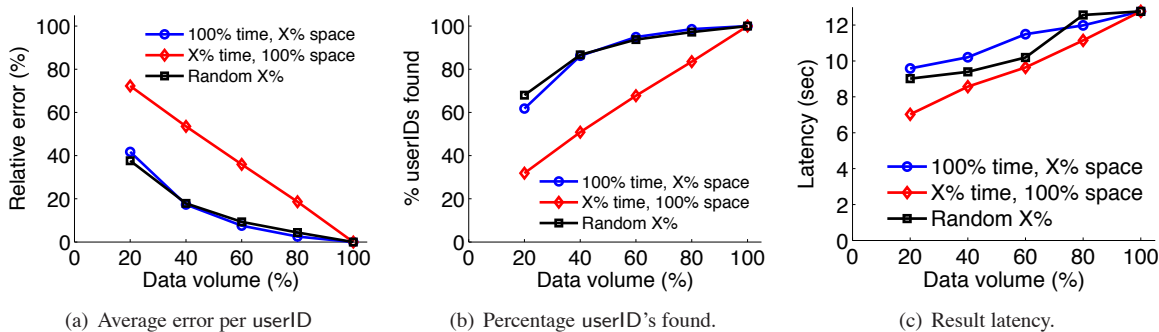 100
80
60
40
20
0
Relative error (%)
100% time, X% space
X% time, 100% space
Random X%
0 20 40 60 80 100
Data volume (%)
(a) Average error per userID
100
80
60
40
20
0
% userIDs found
100% time, X% space
X% time, 100% space
Random X%
0 20 40 60 80 100
Data volume (%)
(b) Percentage userID's found.
12
10
8
6
4
2
0
Latency (sec)
100% time, X% space
X% time, 100% space
Random X%
0 20 40 60 80 100
Data volume (%)
(c) Result latency.